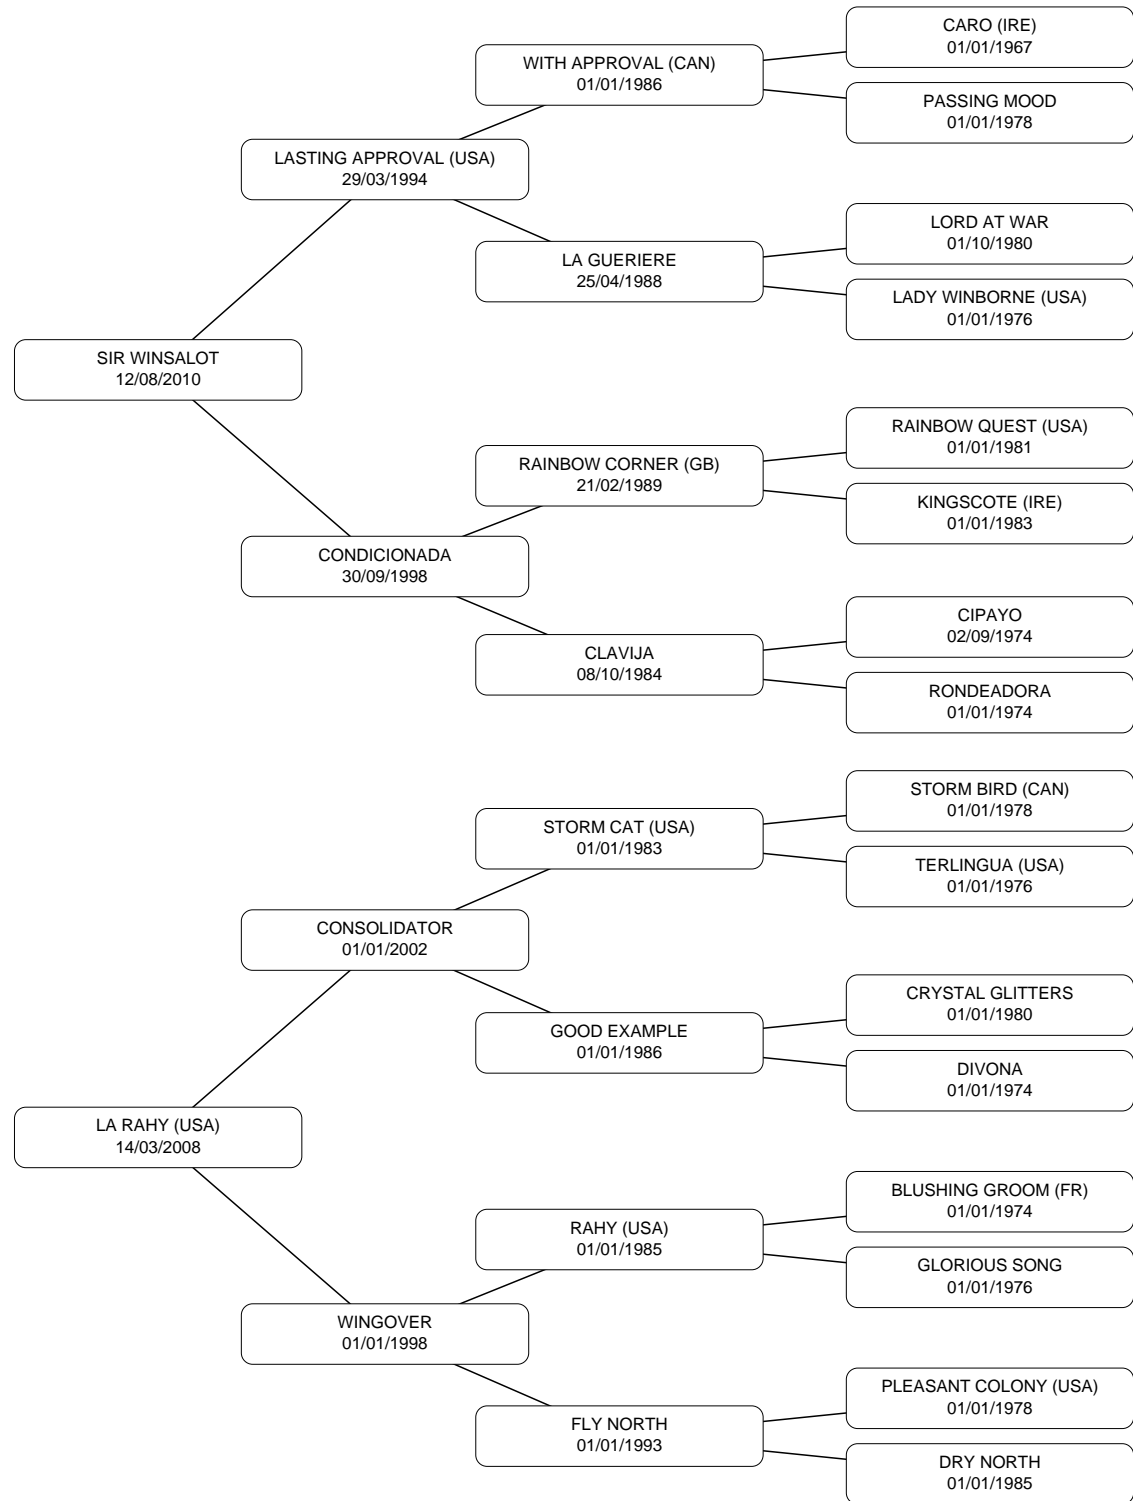 CARO (IRE)
01/01/1967
WITH APPROVAL (CAN)
01/01/1986
PASSING MOOD
01/01/1978
LASTING APPROVAL (USA)
29/03/1994
LORD AT WAR
01/10/1980
LA GUERIERE
25/04/1988
LADY WINBORNE (USA)
01/01/1976
SIR WINSALOT
12/08/2010
RAINBOW QUEST (USA)
01/01/1981
RAINBOW CORNER (GB)
21/02/1989
KINGSCOTE (IRE)
01/01/1983
CONDICIONADA
30/09/1998
CIPAYO
02/09/1974
CLAVIJA
08/10/1984
RONDEADORA
01/01/1974
STORM BIRD (CAN)
01/01/1978
STORM CAT (USA)
01/01/1983
TERLINGUA (USA)
01/01/1976
CONSOLIDATOR
01/01/2002
CRYSTAL GLITTERS
01/01/1980
GOOD EXAMPLE
01/01/1986
DIVONA
01/01/1974
LA RAHY (USA)
14/03/2008
BLUSHING GROOM (FR)
01/01/1974
RAHY (USA)
01/01/1985
GLORIOUS SONG
01/01/1976
WINGOVER
01/01/1998
PLEASANT COLONY (USA)
01/01/1978
FLY NORTH
01/01/1993
DRY NORTH
01/01/1985